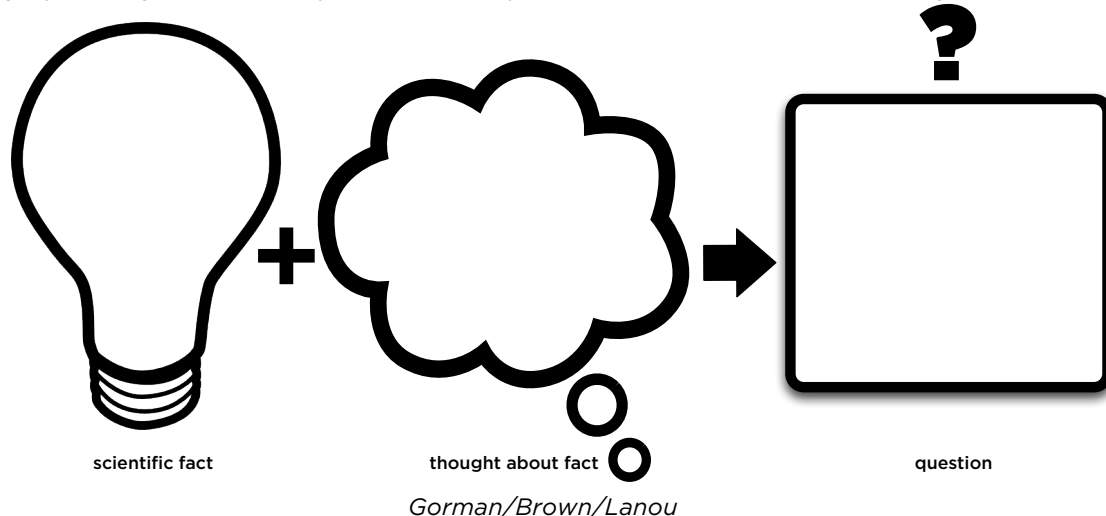 ?
+
scientific fact
thought about fact
question
Gorman/Brown/Lanou